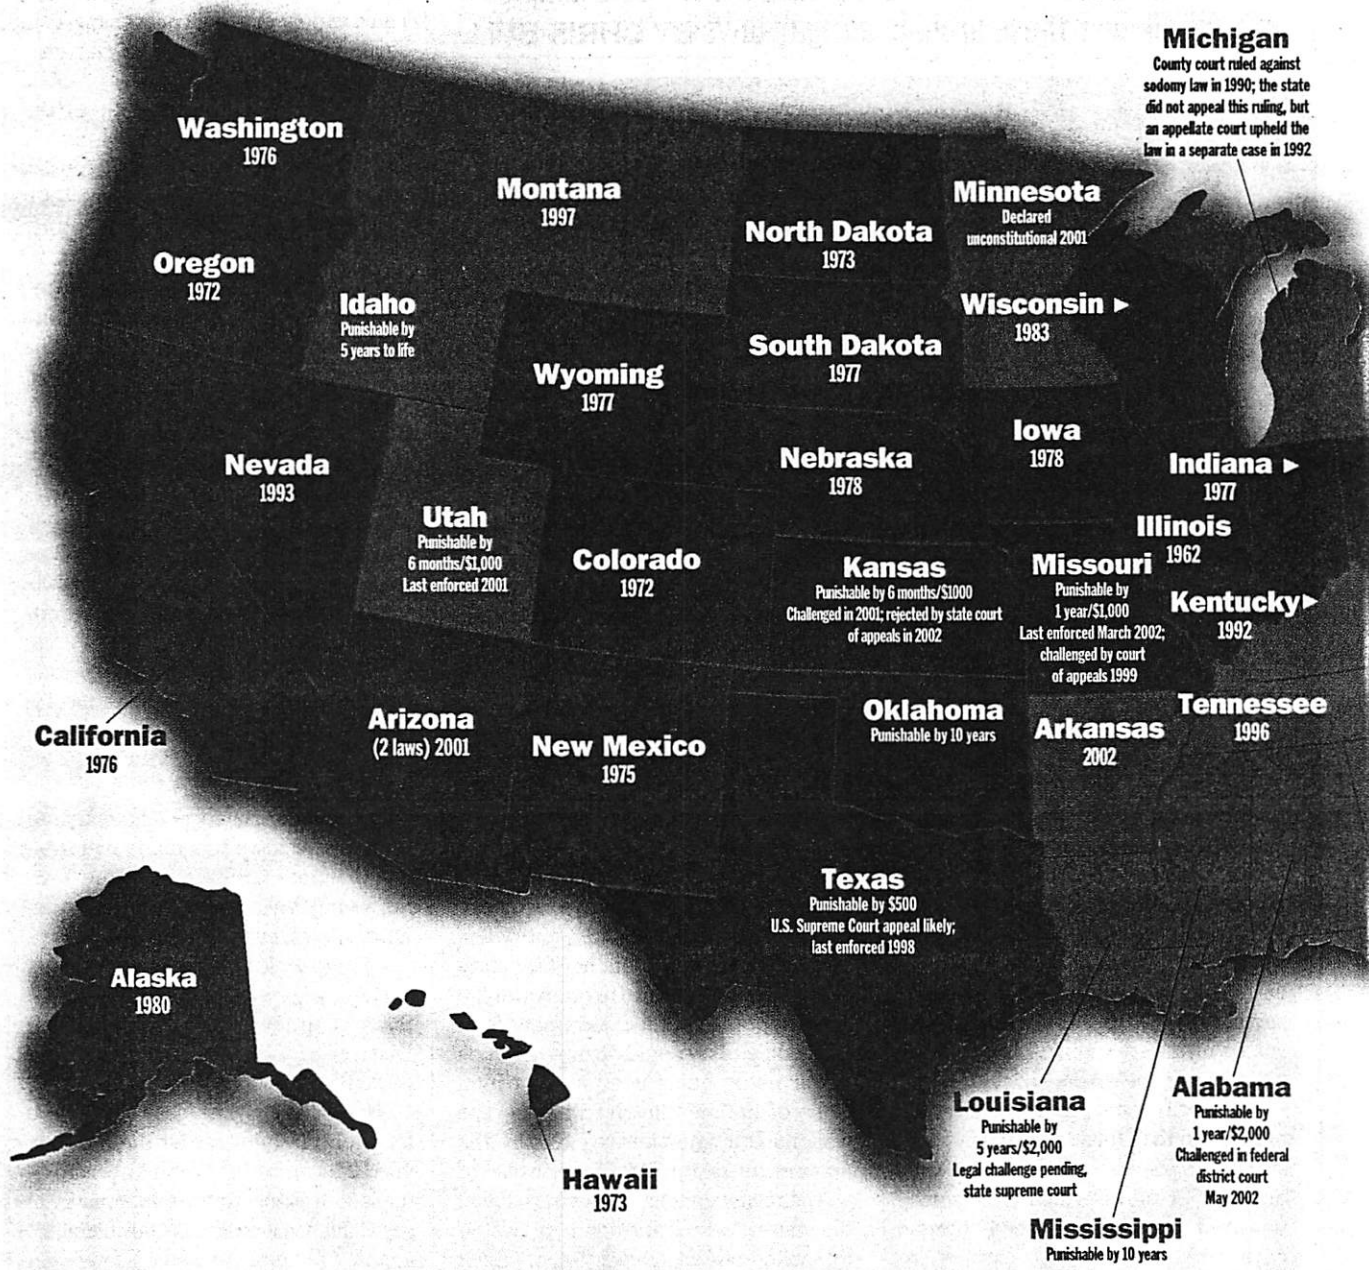 BY CHRIS BULL
Michigan
County court ruled against
sodomy law in 1990; the state
did not appeal this ruling, but
an appellate court upheld the
law in a separate case in 1992
Washington
1976
Montana
1997
North Dakota
1973
Minnesota
Declared
unconstitutional 2001
Oregon
1972
Idaho
Punishable by
5 years to life
Wisconsin ▶
1983
South Dakota
1977
Wyoming
1977
Iowa
1978
Nebraska
1978
Nevada
1993
Indiana ▶
1977
Utah
Punishable by
6 months/$1,000
Last enforced 2001
Illinois
1962
Colorado
1972
Kansas
Punishable by 6 months/$1000
Challenged in 2001; rejected by state court
of appeals in 2002
Missouri
Punishable by
1 year/$1,000
Last enforced March 2002;
challenged by court
of appeals 1999
Kentucky▶
1992
California
1976
Arizona
(2 laws) 2001
New Mexico
1975
Oklahoma
Punishable by 10 years
Arkansas
2002
Tennessee
1996
Texas
Punishable by $500
U.S. Supreme Court appeal likely;
last enforced 1998
Alaska
1980
Hawaii
1973
Louisiana
Punishable by
5 years/$2,000
Legal challenge pending,
state supreme court
Alabama
Punishable by
1 year/$2,000
Challenged in federal
district court
May 2002
Mississippi
Punishable by 10 years